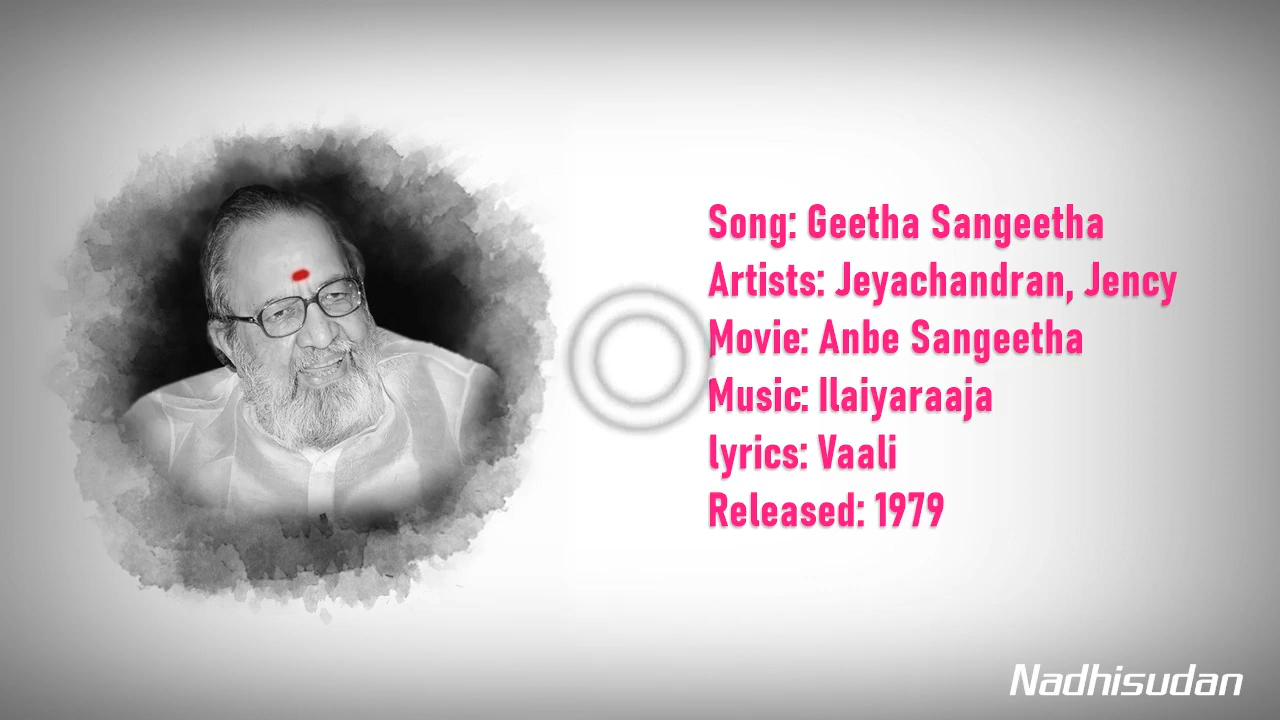 Song: Geetha Sangeetha
Artists: Jeyachandran, Jency
Movie: Anbe Sangeetha
Music: Ilaiyaraaja
lyrics: Vaali
Released: 1979
Nadhisudan